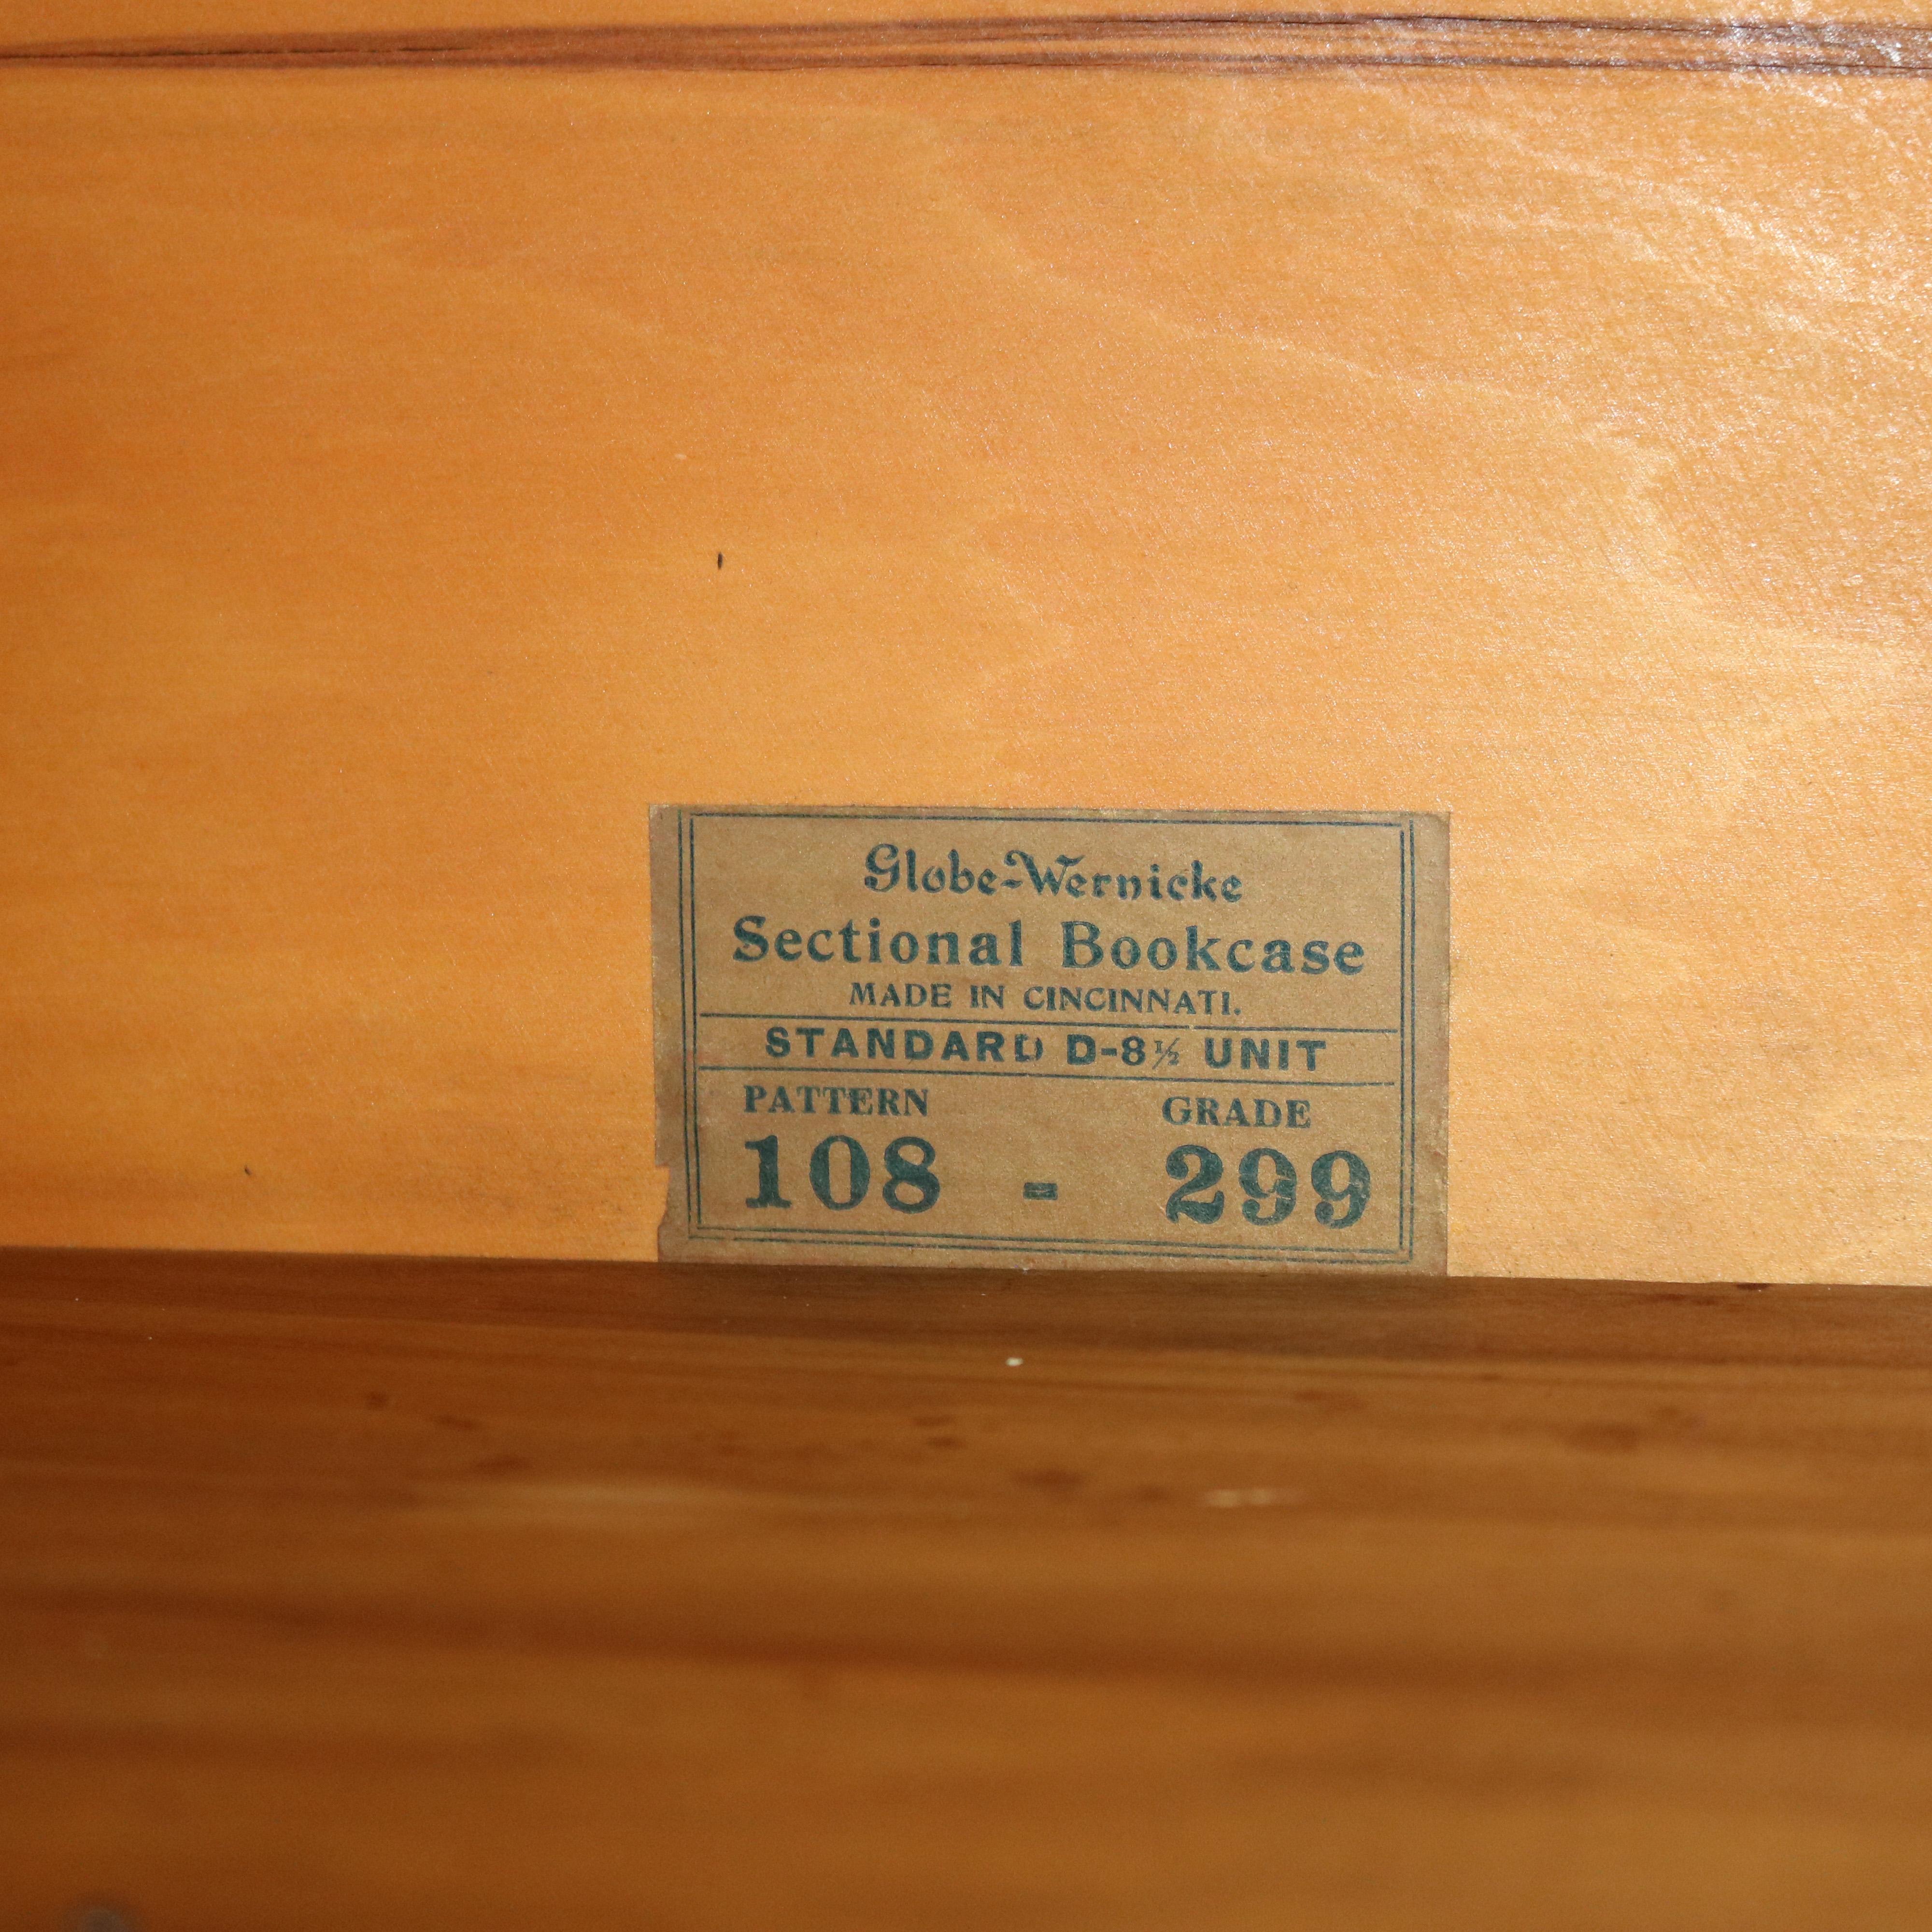 Globe-Wernicke
Sectional Bookcase
MADE IN CINCINNATI.
STANDARD D-8½ UNIT
PATTERN GRADE
108 - 299